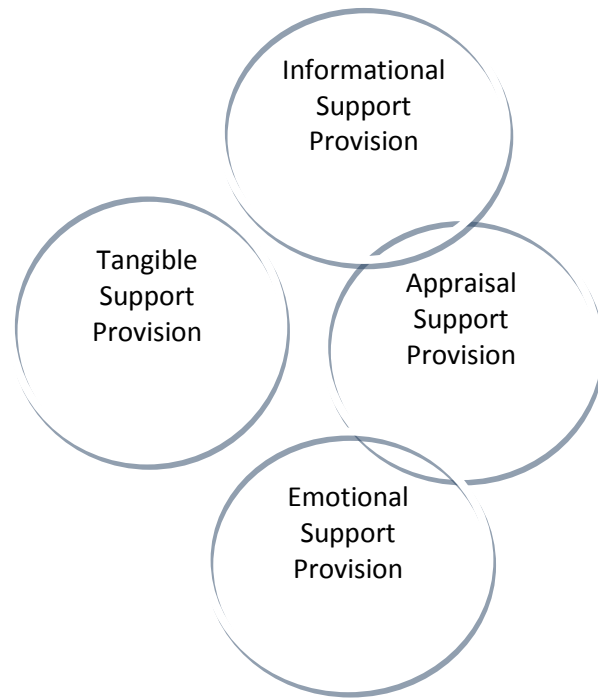 Informational
Support
Provision
Tangible
Support
Provision
Appraisal
Support
Provision
Emotional
Support
Provision